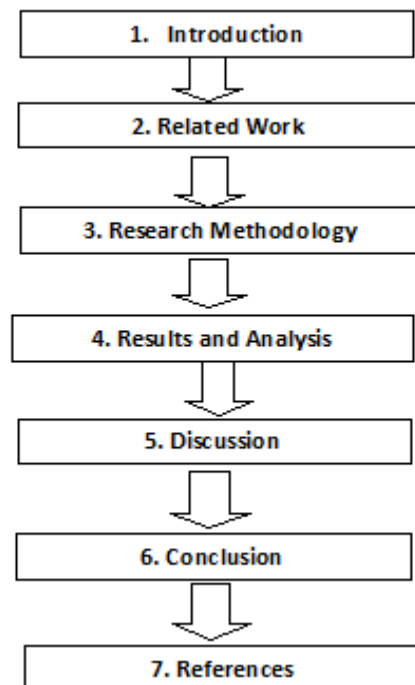 1. Introduction
2. Related Work
3. Research Methodology
4. Results and Analysis
5. Discussion
6. Conclusion
7. References